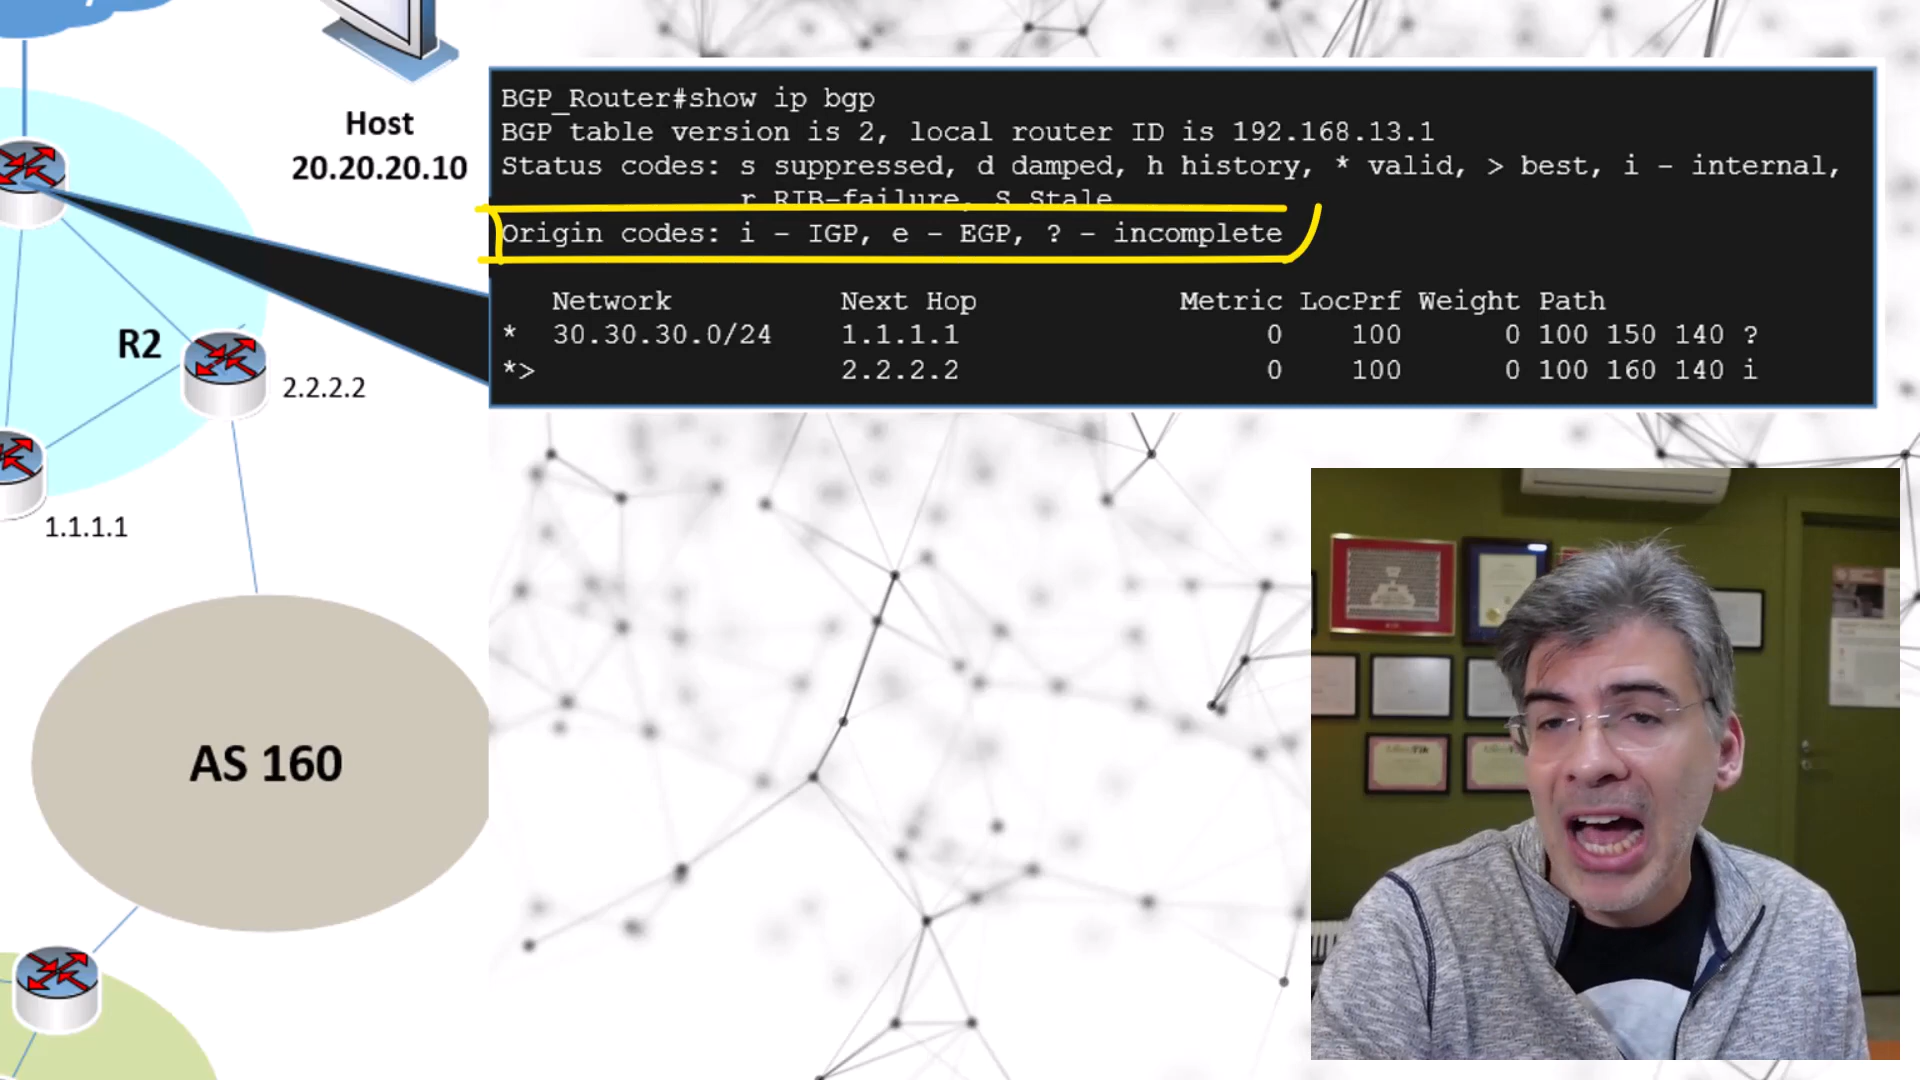 Host
20.20.20.10
BGP_Router#show ip bgp
BGP table version is 2, local router ID is 192.168.13.1
Status codes: s suppressed, d damped, h history, * valid, > best, i - internal,
r RIB-failure, S Stale
Origin codes: i - IGP, e - EGP, ? - incomplete
Network Next Hop Metric LocPrf Weight Path
* 30.30.30.0/24 1.1.1.1 0 100 0 100 150 140 ?
*> 2.2.2.2 0 100 0 100 160 140 i
R2
2.2.2.2
1.1.1.1
AS 160